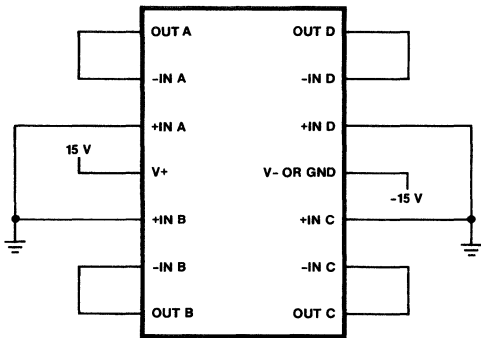 OUT A OUT D
-IN A -IN D
+IN A +IN D
15 V
V+ V- OR GND
-15 V
+IN B +IN C
-IN B -IN C
OUT B OUT C